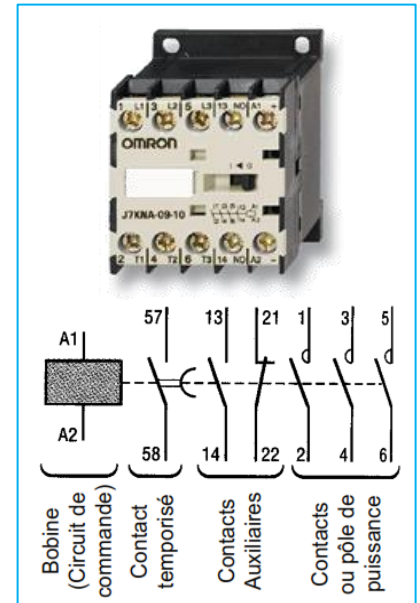 1 L1 3 L2 5 L3 13 NO A1 +
OMRON
I ◄ O
J7KNA-09-10
2 T1 4 T2 6 T3 14 NO A2 -
A1
57
13
21
1
3
5
A2
58
14
22
2
4
6
Bobine
(Circuit de
commande)
Contact
temporisé
Contacts
Auxiliaires
Contacts
ou pôle de
puissance